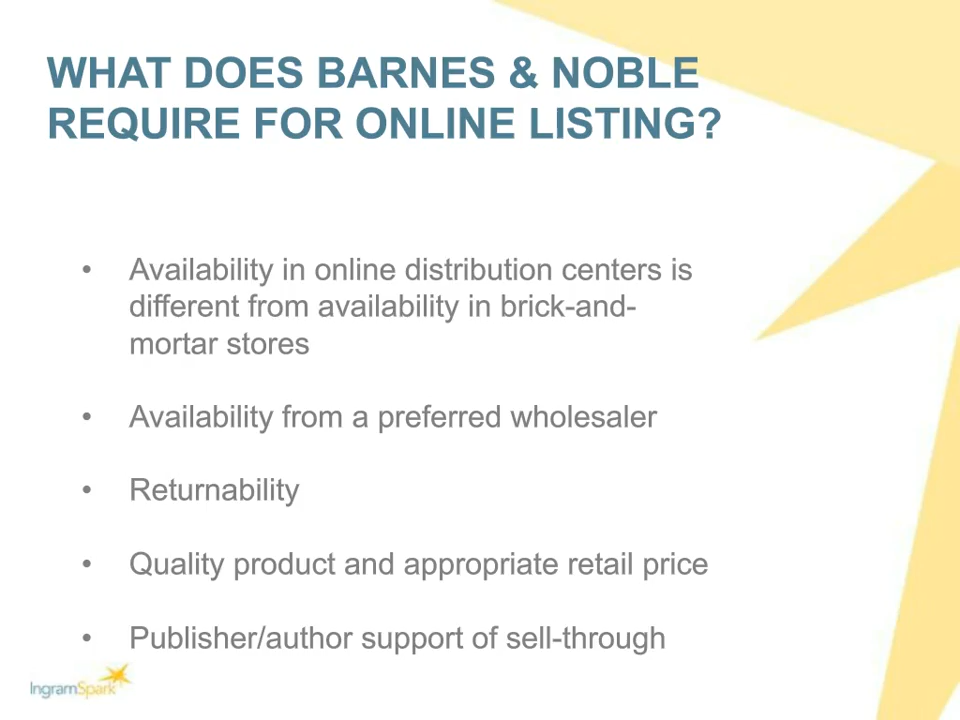 WHAT DOES BARNES & NOBLE
REQUIRE FOR ONLINE LISTING?
• Availability in online distribution centers is
different from availability in brick-and-
mortar stores
• Availability from a preferred wholesaler
• Returnability
• Quality product and appropriate retail price
• Publisher/author support of sell-through
IngramSpark